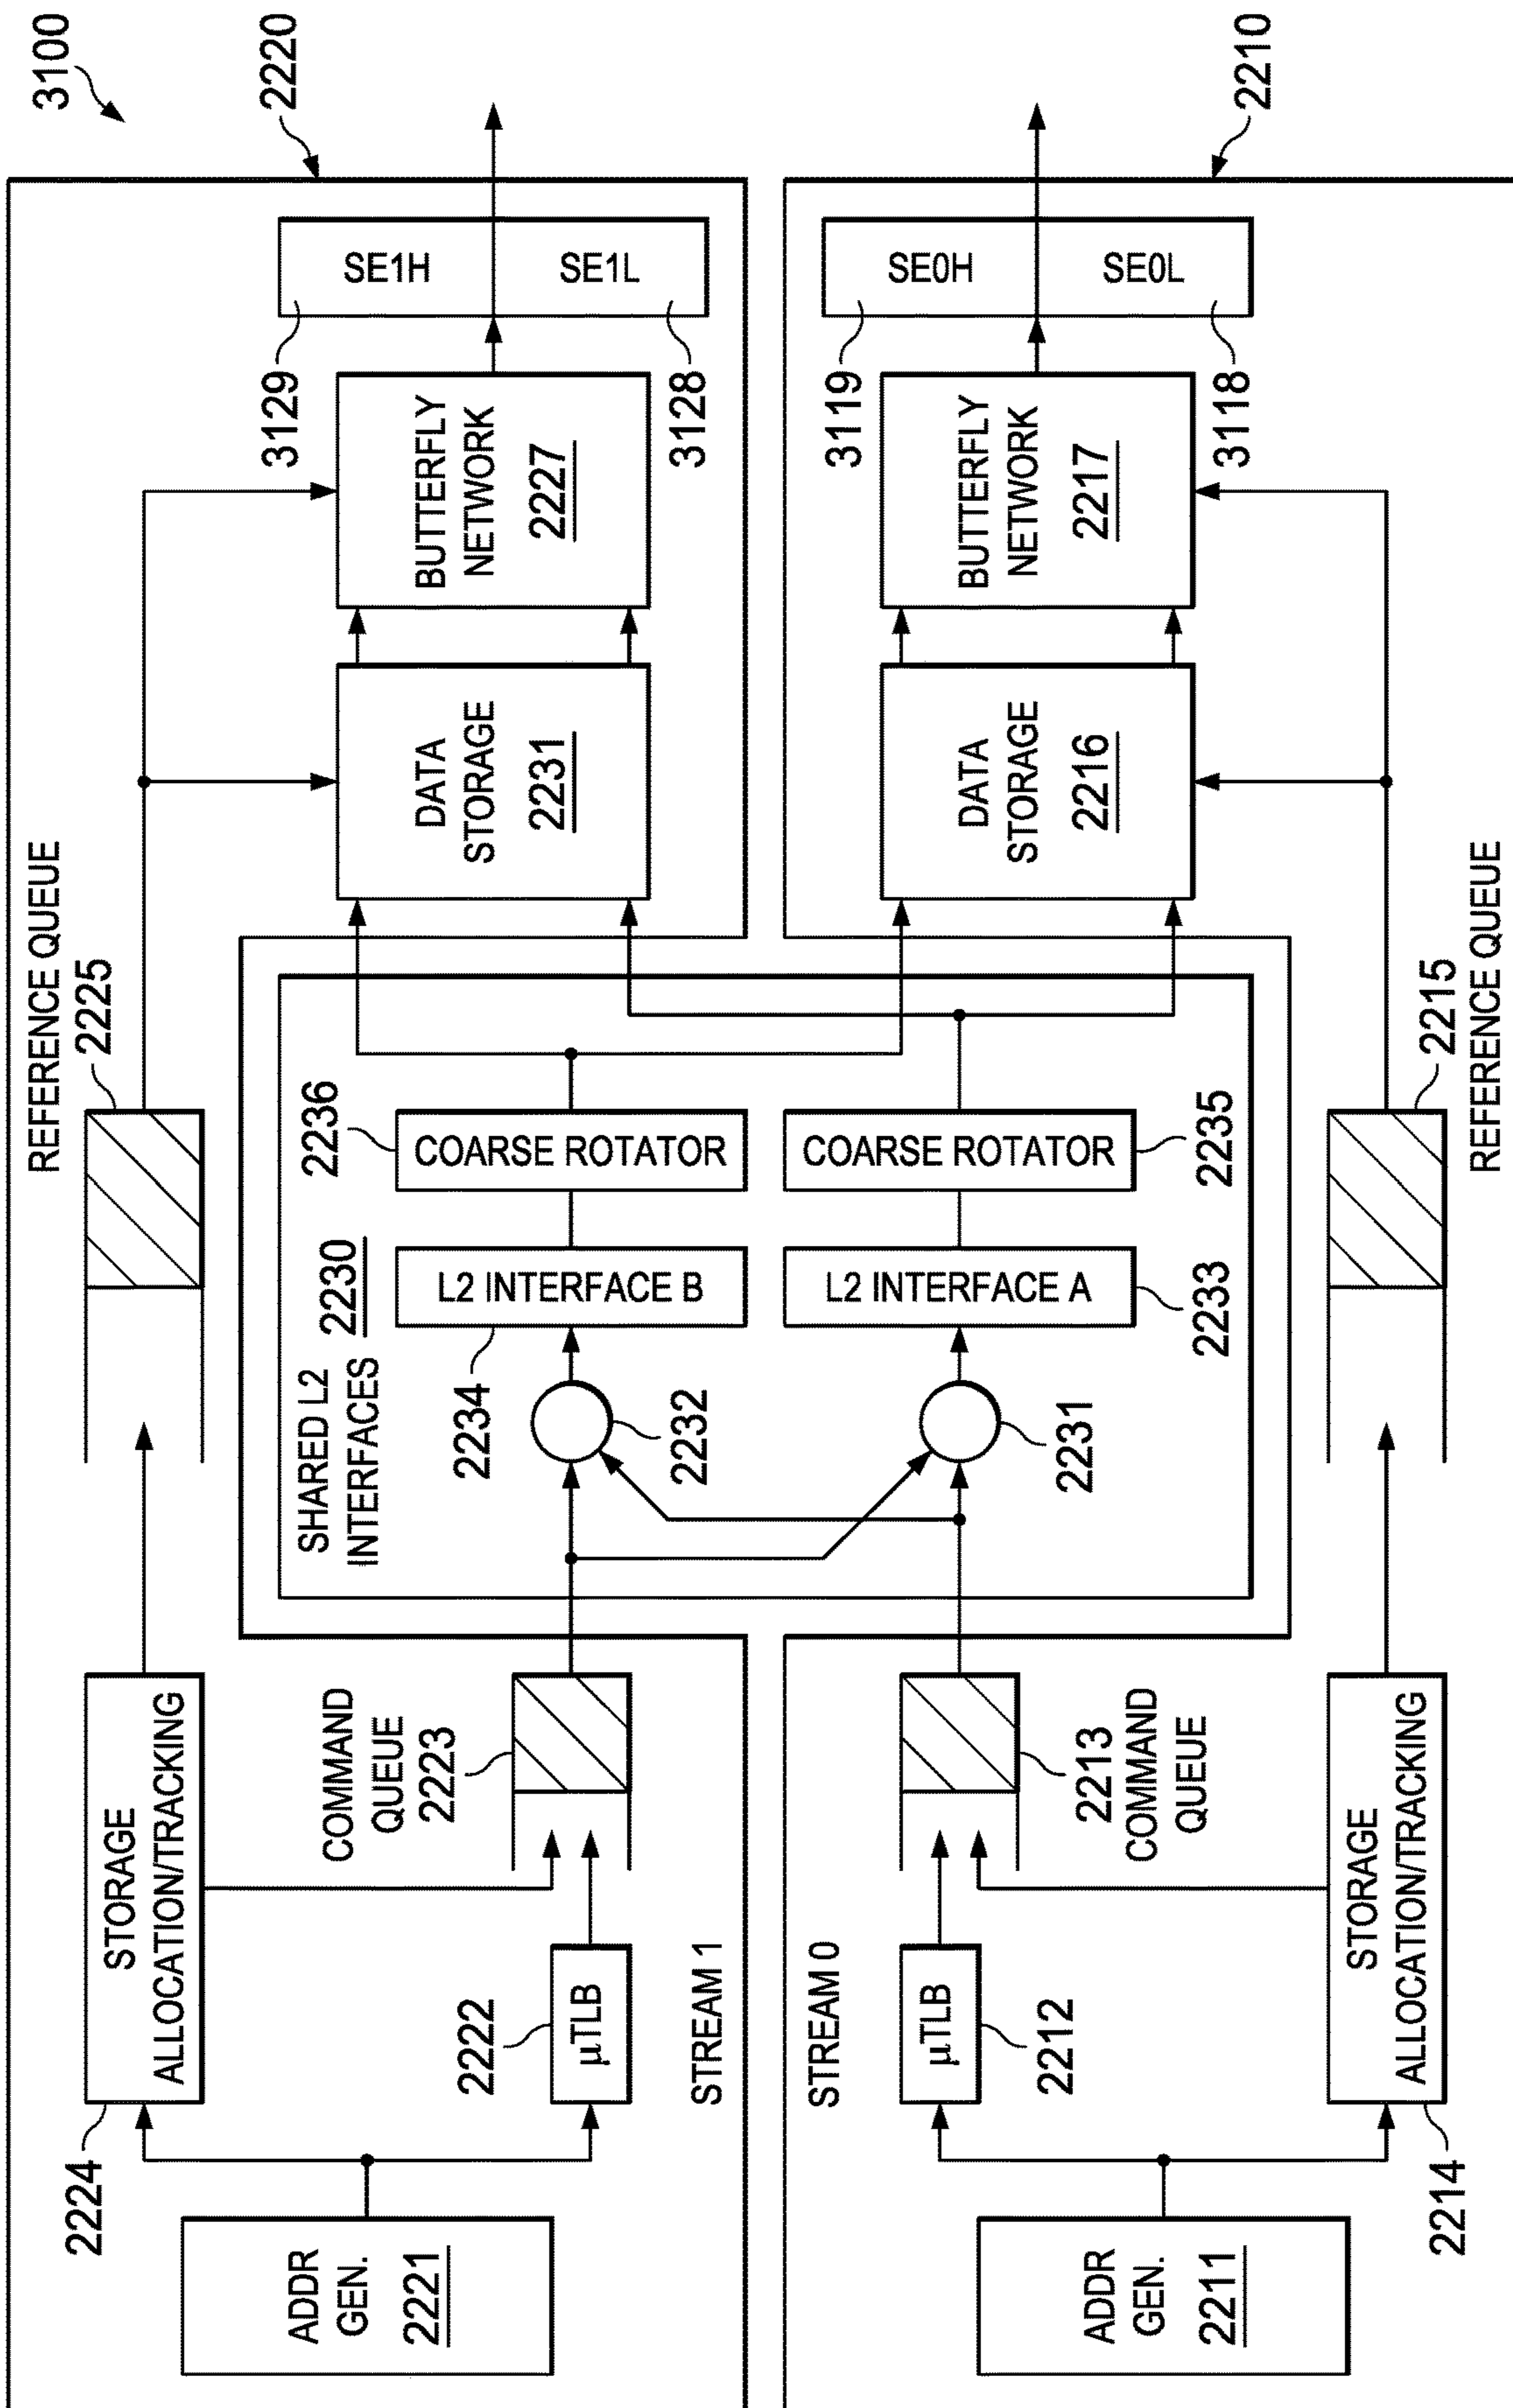 3100
2220
REFERENCE QUEUE
2225
2224
STORAGE
ALLOCATION/TRACKING
ADDR
GEN.
2221
2222
µTLB
STREAM 1
COMMAND
QUEUE
2223
SHARED L2
INTERFACES
2230
2234
L2 INTERFACE B
2232
2236
COARSE ROTATOR
DATA
STORAGE
2231
BUTTERFLY
NETWORK
2227
3129
SE1H
SE1L
3128
2210
STREAM 0
µTLB
2212
ADDR
GEN.
2211
2213
COMMAND
QUEUE
2231
L2 INTERFACE A
2233
COARSE ROTATOR
2235
DATA
STORAGE
2216
BUTTERFLY
NETWORK
2217
3119
SE0H
SE0L
3118
STORAGE
ALLOCATION/TRACKING
2214
2215
REFERENCE QUEUE